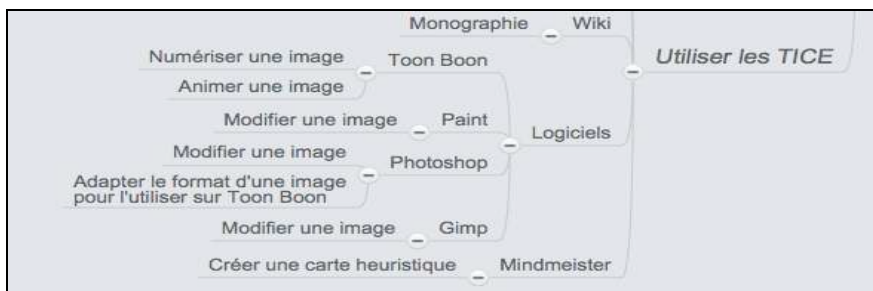 Monographie Wiki
Numériser une image Toon Boon Utiliser les TICE
Animer une image
Modifier une image Paint
Logiciels
Modifier une image
Photoshop
Adapter le format d'une image
pour l'utiliser sur Toon Boon
Modifier une image Gimp
Créer une carte heuristique Mindmeister